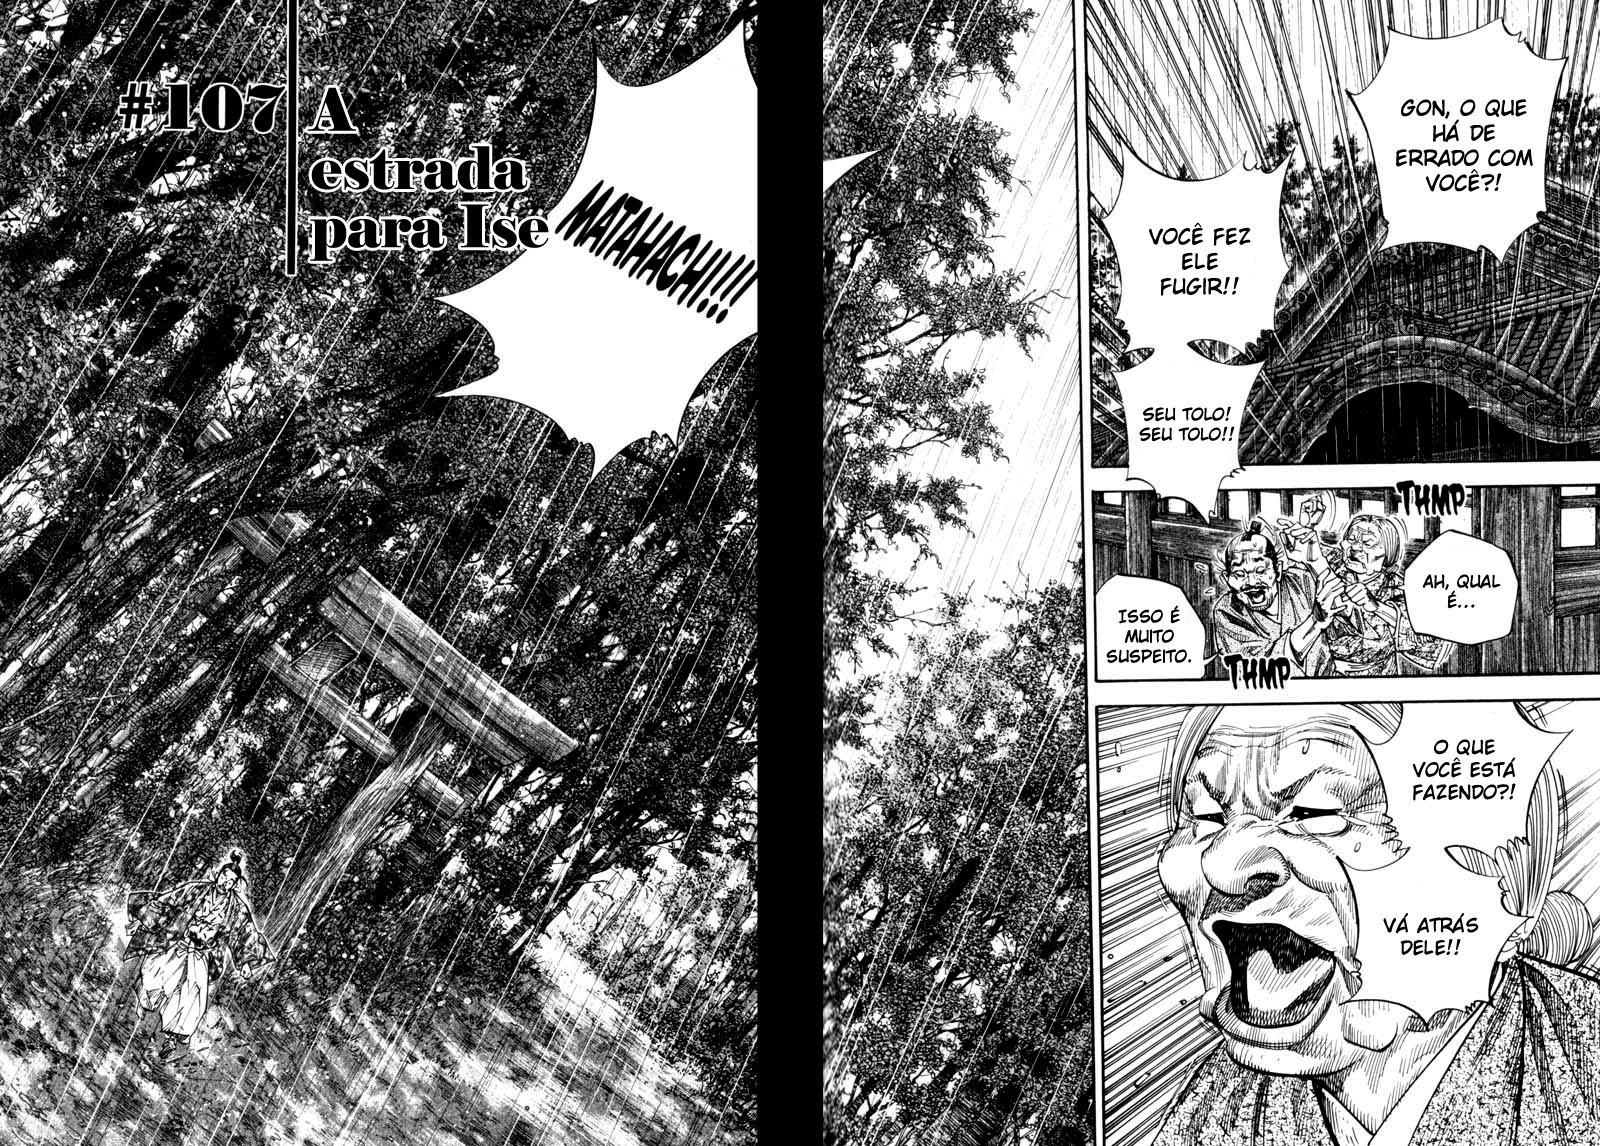 GON, O QUE
HÁ DE
ERRADO COM
VOCÊ?!
VOCÊ FEZ
ELE
FUGIR!!
SEU TOLO!
SEU TOLO!!
THMP
AH, QUAL
É...
ISSO É
MUITO
SUSPEITO.
THMP
O QUE
VOCÊ ESTÁ
FAZENDO?!
VÁ ATRÁS
DELE!!
MATAHACHI!!!!
#107
A
estrada
para Ise